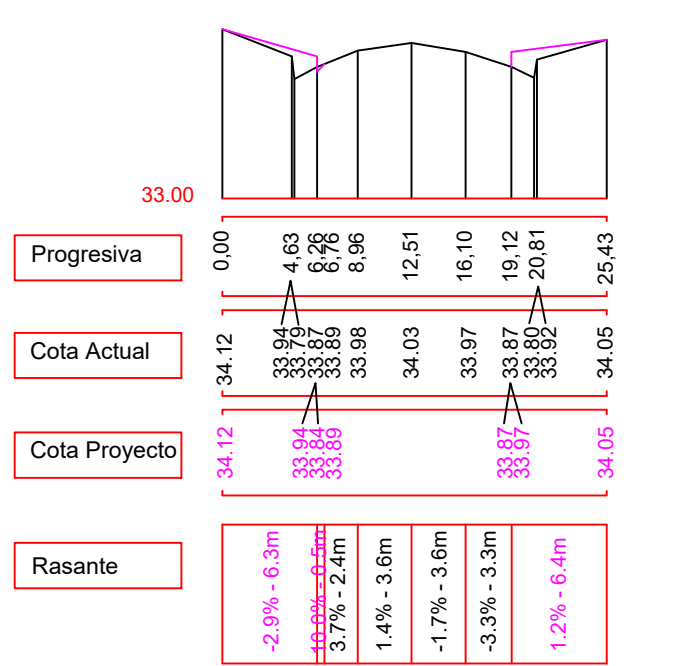 33.00
Progresiva
0,00 4,63 6,26 6,76 8,96 12,51 16,10 19,12 20,81 25,43
Cota Actual
34.12 33.94 33.79 33.87 33.89 33.98 34.03 33.97 33.87 33.80 33.92 34.05
Cota Proyecto
34.12 33.94 33.84 33.89 33.87 33.97 34.05
Rasante
-2.9% - 6.3m 10.0% - 0.5m 3.7% - 2.4m 1.4% - 3.6m -1.7% - 3.6m -3.3% - 3.3m 1.2% - 6.4m